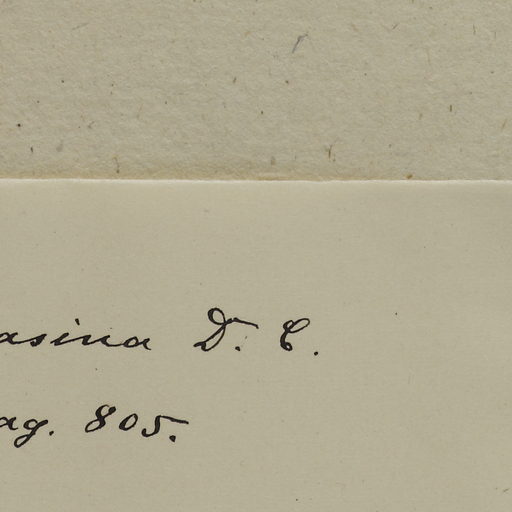 asina D. C.
ag. 805.